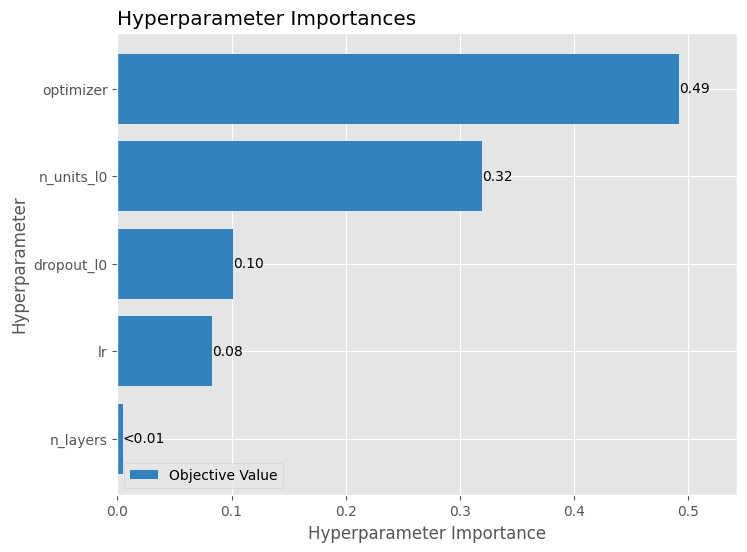 Hyperparameter Importances
Hyperparameter
optimizer
0.49
n_units_l0
0.32
dropout_l0
0.10
lr
0.08
n_layers
<0.01
Objective Value
0.0 0.1 0.2 0.3 0.4 0.5
Hyperparameter Importance